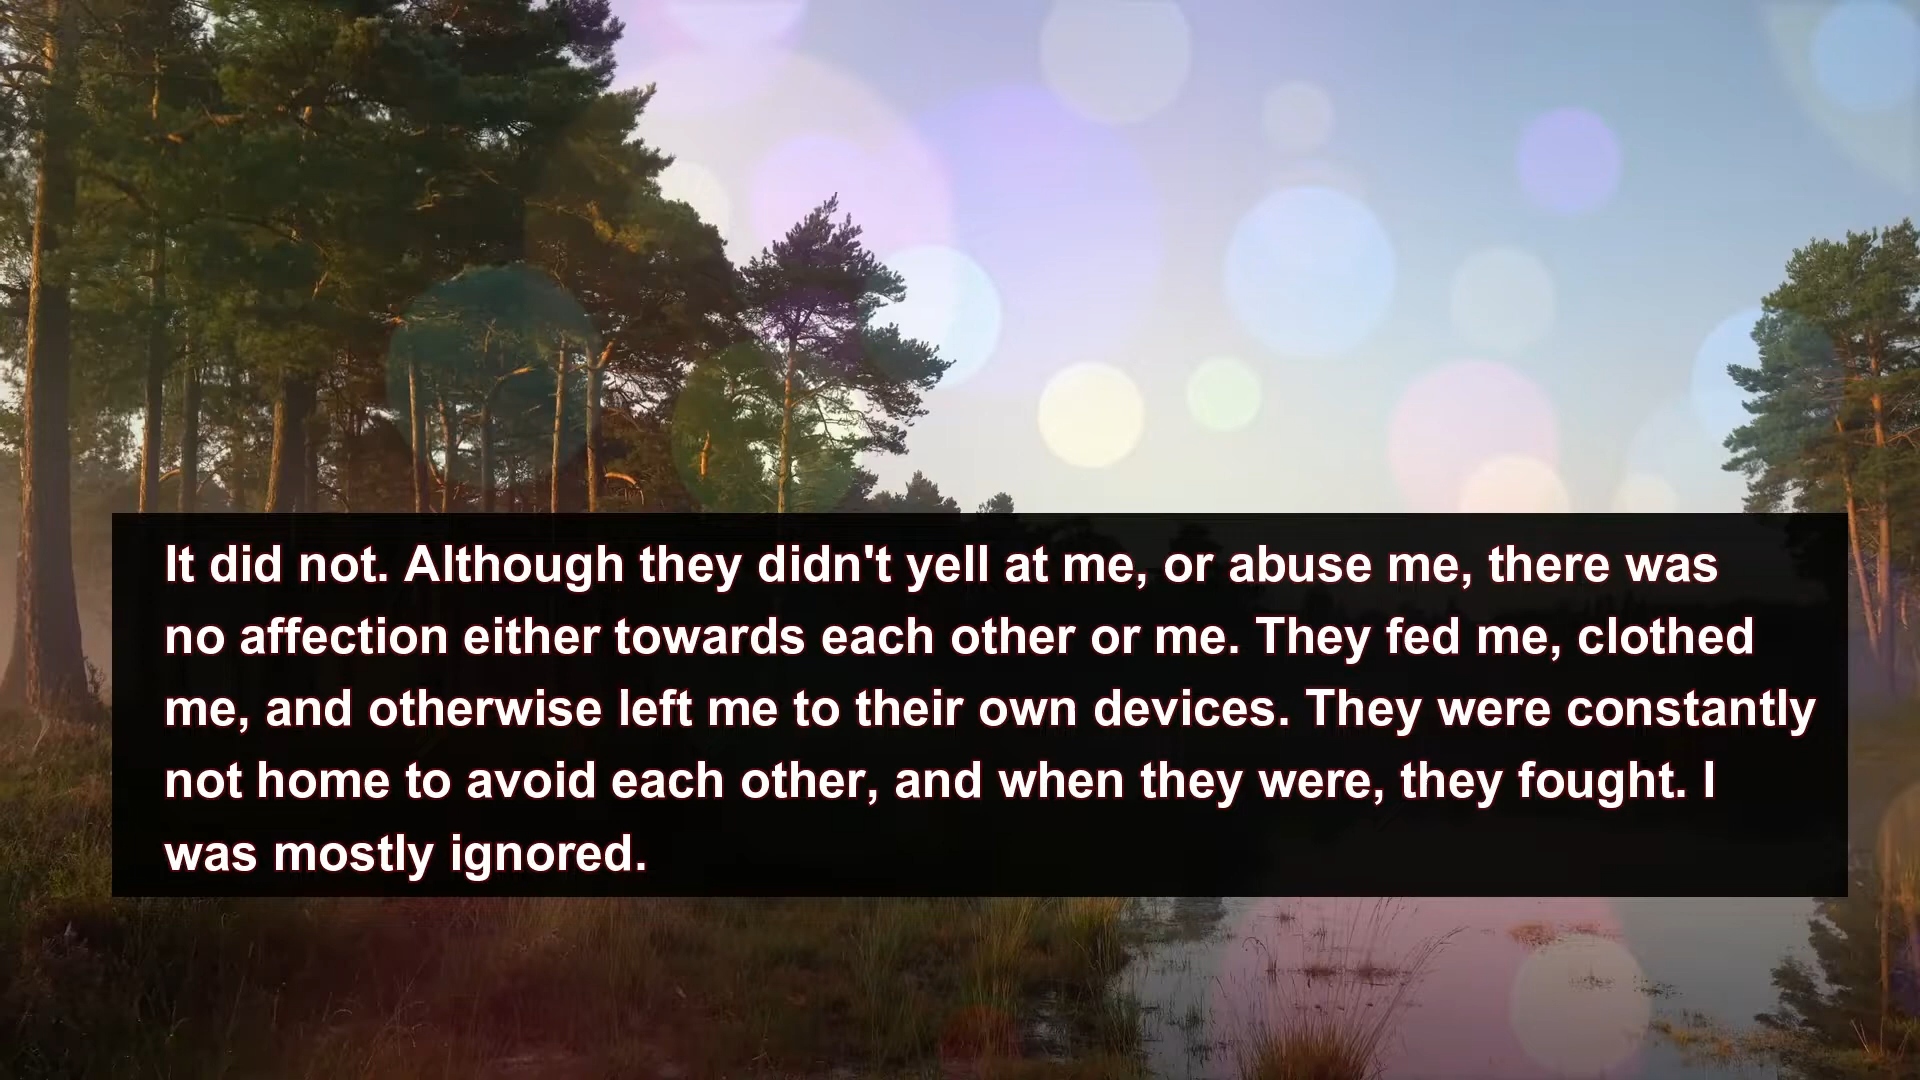 It did not. Although they didn't yell at me, or abuse me, there was
no affection either towards each other or me. They fed me, clothed
me, and otherwise left me to their own devices. They were constantly
not home to avoid each other, and when they were, they fought. I
was mostly ignored.